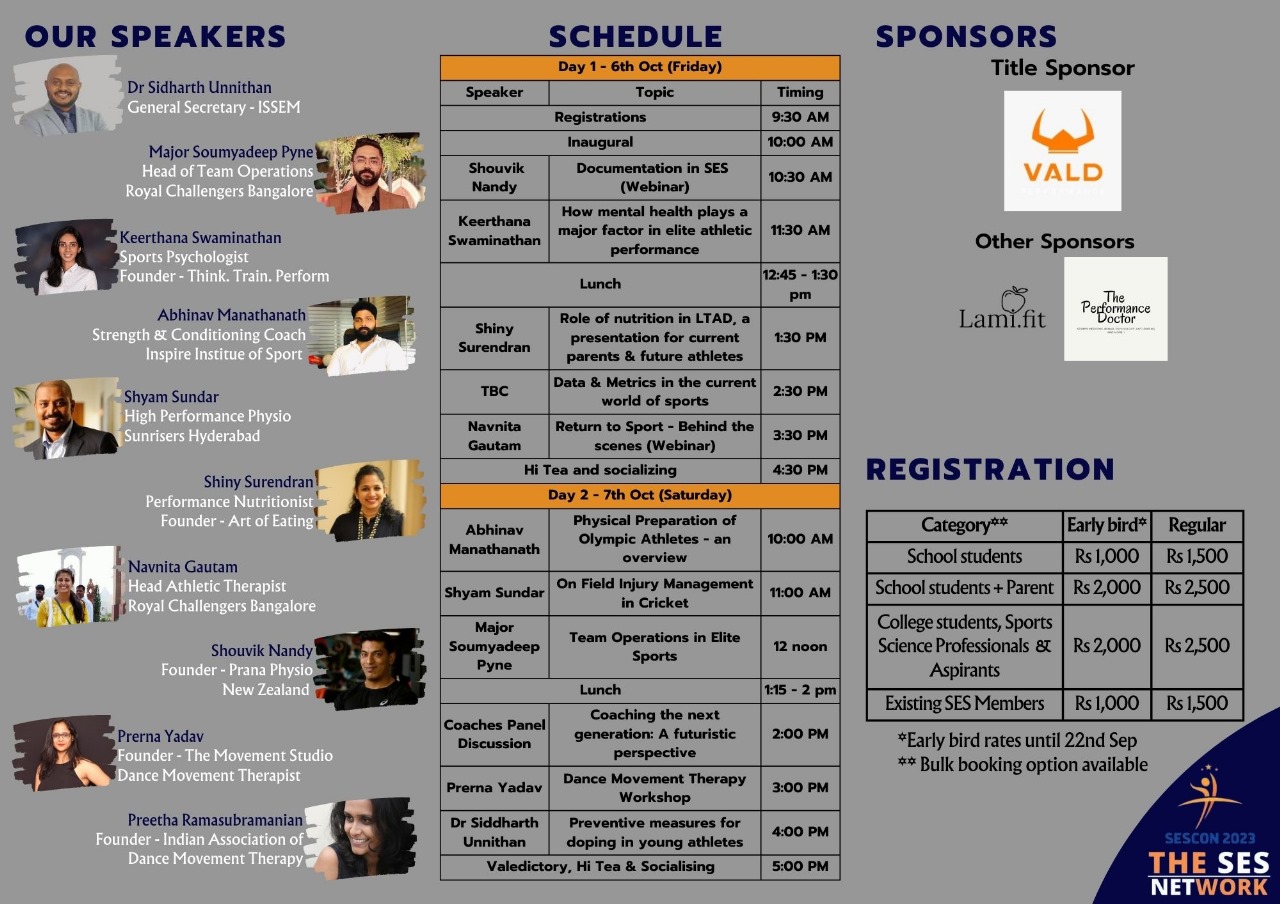 OUR SPEAKERS
Dr Sidharth Unnithan
General Secretary - ISSEM
Major Soumyadeep Pyne
Head of Team Operations
Royal Challengers Bangalore
Keerthana Swaminathan
Sports Psychologist
Founder - Think. Train. Perform
Abhinav Manathanath
Strength & Conditioning Coach
Inspire Institue of Sport
Shyam Sundar
High Performance Physio
Sunrisers Hyderabad
Shiny Surendran
Performance Nutritionist
Founder - Art of Eating
Navnita Gautam
Head Athletic Therapist
Royal Challengers Bangalore
Shouvik Nandy
Founder - Prana Physio
New Zealand
Prerna Yadav
Founder - The Movement Studio
Dance Movement Therapist
Preetha Ramasubramanian
Founder - Indian Association of
Dance Movement Therapy
SCHEDULE
Day 1 - 6th Oct (Friday)
Speaker Topic Timing
Registrations 9:30 AM
Inaugural 10:00 AM
Shouvik
Nandy
Documentation in SES
(Webinar)
10:30 AM
Keerthana
Swaminathan
How mental health plays a
major factor in elite athletic
performance
11:30 AM
Lunch
12:45 - 1:30
pm
Shiny
Surendran
Role of nutrition in LTAD, a
presentation for current
parents & future athletes
1:30 PM
TBC
Data & Metrics in the current
world of sports
2:30 PM
Navnita
Gautam
Return to Sport - Behind the
scenes (Webinar)
3:30 PM
Hi Tea and socializing 4:30 PM
Day 2 - 7th Oct (Saturday)
Abhinav
Manathanath
Physical Preparation of
Olympic Athletes - an
overview
10:00 AM
Shyam Sundar
On Field Injury Management
in Cricket
11:00 AM
Major
Soumyadeep
Pyne
Team Operations in Elite
Sports
12 noon
Lunch 1:15 - 2 pm
Coaches Panel
Discussion
Coaching the next
generation: A futuristic
perspective
2:00 PM
Prerna Yadav
Dance Movement Therapy
Workshop
3:00 PM
Dr Siddharth
Unnithan
Preventive measures for
doping in young athletes
4:00 PM
Valedictory, Hi Tea & Socialising 5:00 PM
SPONSORS
Title Sponsor
VALD
Other Sponsors
Lami.fit
The
Performance
Doctor
REGISTRATION
Category** Early bird* Regular
School students Rs 1,000 Rs 1,500
School students + Parent Rs 2,000 Rs 2,500
College students, Sports
Science Professionals &
Aspirants
Rs 2,000 Rs 2,500
Existing SES Members Rs 1,000 Rs 1,500
*Early bird rates until 22nd Sep
** Bulk booking option available
SESCON 2023
THE SES
NETWORK